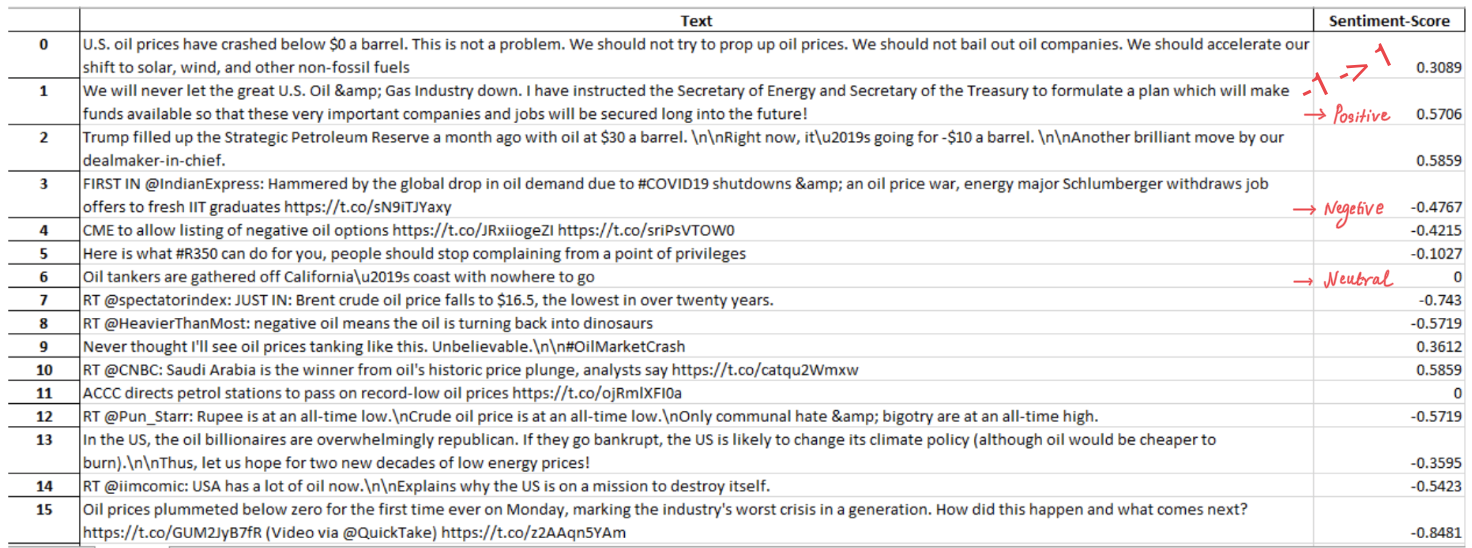 Text Sentiment-Score
0 U.S. oil prices have crashed below $0 a barrel. This is not a problem. We should not try to prop up oil prices. We should not bail out oil companies. We should accelerate our
shift to solar, wind, and other non-fossil fuels 0.3089
-1 -> 1
1 We will never let the great U.S. Oil &amp; Gas Industry down. I have instructed the Secretary of Energy and Secretary of the Treasury to formulate a plan which will make
funds available so that these very important companies and jobs will be secured long into the future! → Positive 0.5706
2 Trump filled up the Strategic Petroleum Reserve a month ago with oil at $30 a barrel. \n\nRight now, it\u2019s going for -$10 a barrel. \n\nAnother brilliant move by our
dealmaker-in-chief. 0.5859
3 FIRST IN @IndianExpress: Hammered by the global drop in oil demand due to #COVID19 shutdowns &amp; an oil price war, energy major Schlumberger withdraws job
offers to fresh IIT graduates https://t.co/sN9iTJYaxy → Negetive -0.4767
4 CME to allow listing of negative oil options https://t.co/JRxiiogeZI https://t.co/sriPsVTOW0 -0.4215
5 Here is what #R350 can do for you, people should stop complaining from a point of privileges -0.1027
6 Oil tankers are gathered off California\u2019s coast with nowhere to go → Neutral 0
7 RT @spectatorindex: JUST IN: Brent crude oil price falls to $16.5, the lowest in over twenty years. -0.743
8 RT @HeavierThanMost: negative oil means the oil is turning back into dinosaurs -0.5719
9 Never thought I'll see oil prices tanking like this. Unbelievable.\n\n#OilMarketCrash 0.3612
10 RT @CNBC: Saudi Arabia is the winner from oil's historic price plunge, analysts say https://t.co/catqu2Wmxw 0.5859
11 ACCC directs petrol stations to pass on record-low oil prices https://t.co/ojRmlXFI0a 0
12 RT @Pun_Starr: Rupee is at an all-time low.\nCrude oil price is at an all-time low.\nOnly communal hate &amp; bigotry are at an all-time high. -0.5719
13 In the US, the oil billionaires are overwhelmingly republican. If they go bankrupt, the US is likely to change its climate policy (although oil would be cheaper to
burn).\n\nThus, let us hope for two new decades of low energy prices! -0.3595
14 RT @iimcomic: USA has a lot of oil now.\n\nExplains why the US is on a mission to destroy itself. -0.5423
15 Oil prices plummeted below zero for the first time ever on Monday, marking the industry's worst crisis in a generation. How did this happen and what comes next?
https://t.co/GUM2JyB7fR (Video via @QuickTake) https://t.co/z2AAqn5YAm -0.8481